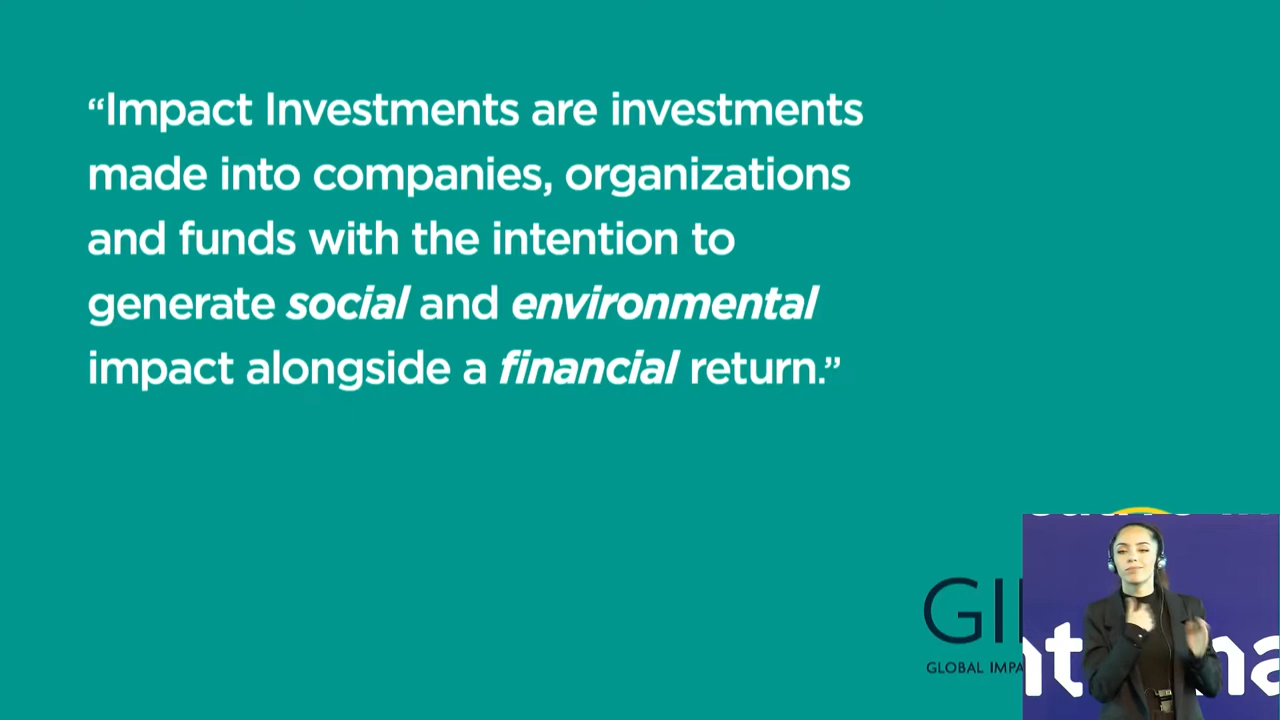 “Impact Investments are investments
made into companies, organizations
and funds with the intention to
generate social and environmental
impact alongside a financial return.”
GLOBAL